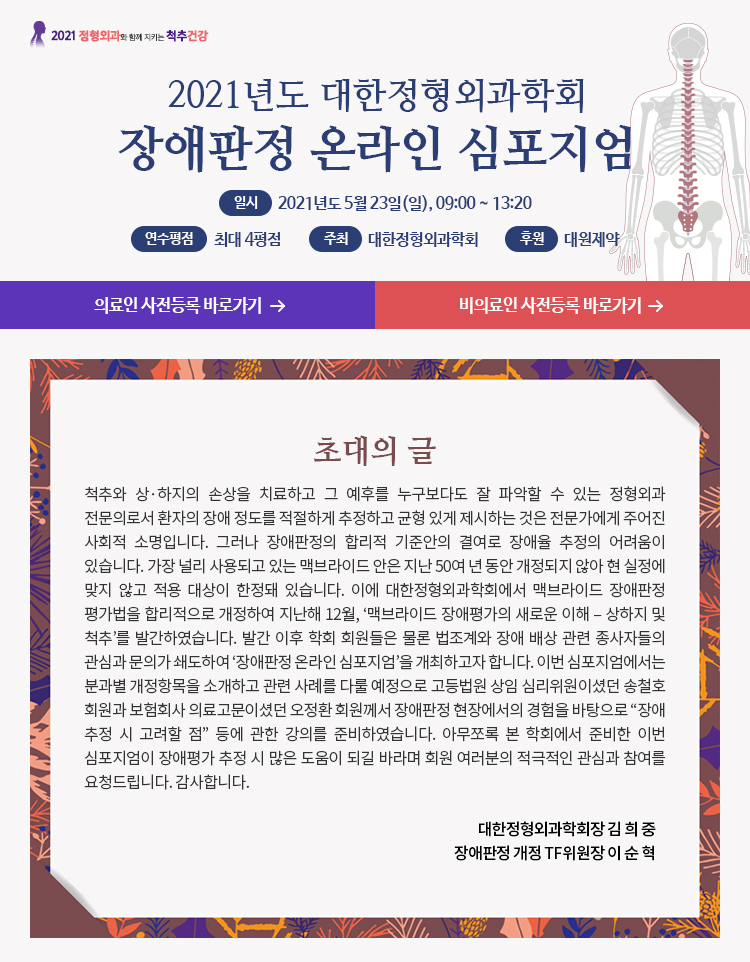 2021 정형외과와 함께 지키는 척추건강
2021년도 대한정형외과학회
장애판정 온라인 심포지엄
일시 2021년도 5월 23일(일), 09:00 ~ 13:20
연수평점 최대 4평점 주최 대한정형외과학회 후원 대원제약
의료인 사전등록 바로가기 → 비의료인 사전등록 바로가기 →
초대의 글
척추와 상·하지의 손상을 치료하고 그 예후를 누구보다도 잘 파악할 수 있는 정형외과
전문의로서 환자의 장애 정도를 적절하게 추정하고 균형 있게 제시하는 것은 전문가에게 주어진
사회적 소명입니다. 그러나 장애판정의 합리적 기준안의 결여로 장애율 추정의 어려움이
있습니다. 가장 널리 사용되고 있는 맥브라이드 안은 지난 50여 년 동안 개정되지 않아 현 실정에
맞지 않고 적용 대상이 한정돼 있습니다. 이에 대한정형외과학회에서 맥브라이드 장애판정
평가법을 합리적으로 개정하여 지난해 12월, ‘맥브라이드 장애평가의 새로운 이해 – 상하지 및
척추’를 발간하였습니다. 발간 이후 학회 회원들은 물론 법조계와 장애 배상 관련 종사자들의
관심과 문의가 쇄도하여 ‘장애판정 온라인 심포지엄’을 개최하고자 합니다. 이번 심포지엄에서는
분과별 개정항목을 소개하고 관련 사례를 다룰 예정으로 고등법원 상임 심리위원이셨던 송철호
회원과 보험회사 의료고문이셨던 오정환 회원께서 장애판정 현장에서의 경험을 바탕으로 “장애
추정 시 고려할 점” 등에 관한 강의를 준비하였습니다. 아무쪼록 본 학회에서 준비한 이번
심포지엄이 장애평가 추정 시 많은 도움이 되길 바라며 회원 여러분의 적극적인 관심과 참여를
요청드립니다. 감사합니다.
대한정형외과학회장 김 희 중
장애판정 개정 TF위원장 이 순 혁